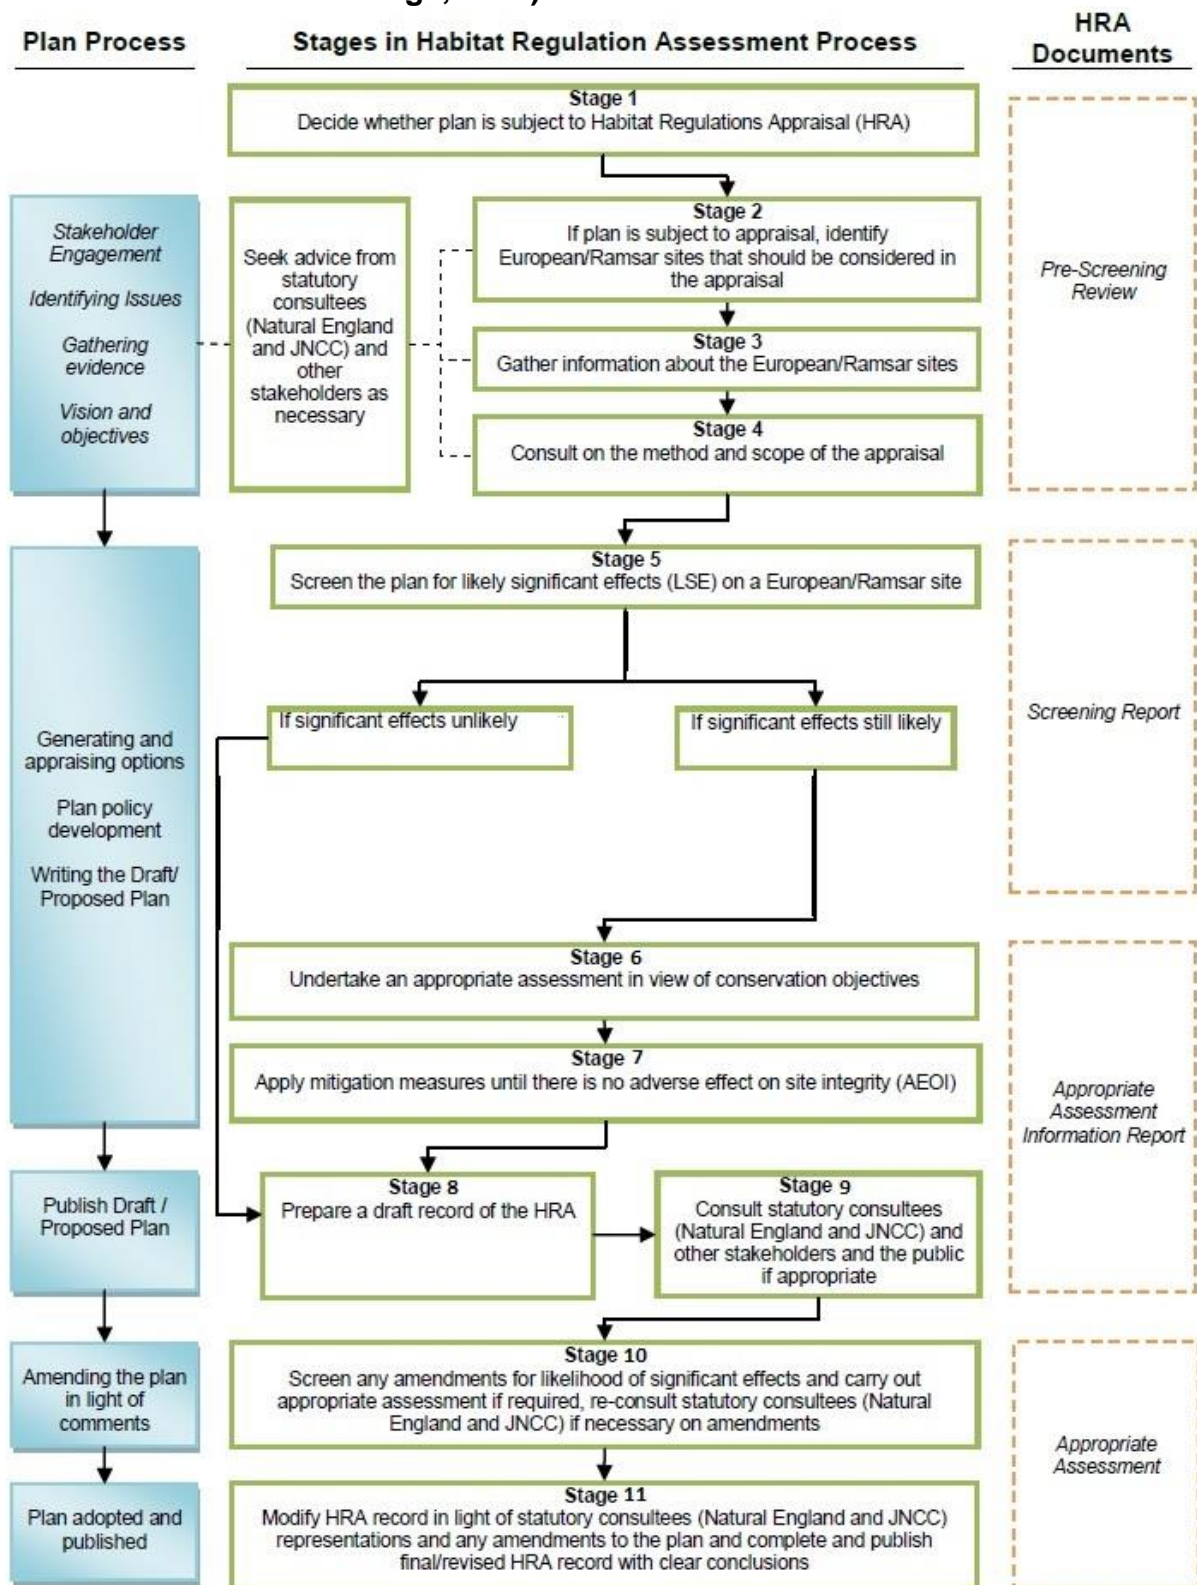 Plan Process
Stages in Habitat Regulation Assessment Process
HRA
Documents
Stage 1
Decide whether plan is subject to Habitat Regulations Appraisal (HRA)
Stakeholder
Engagement
Identifying Issues
Gathering
evidence
Vision and
objectives
Seek advice from
statutory
consultees
(Natural England
and JNCC) and
other
stakeholders as
necessary
Stage 2
If plan is subject to appraisal, identify
European/Ramsar sites that should be considered in
the appraisal
Stage 3
Gather information about the European/Ramsar sites
Stage 4
Consult on the method and scope of the appraisal
Pre-Screening
Review
Stage 5
Screen the plan for likely significant effects (LSE) on a European/Ramsar site
If significant effects unlikely
If significant effects still likely
Generating and
appraising options
Plan policy
development
Writing the Draft/
Proposed Plan
Screening Report
Stage 6
Undertake an appropriate assessment in view of conservation objectives
Stage 7
Apply mitigation measures until there is no adverse effect on site integrity (AEOI)
Appropriate
Assessment
Information Report
Publish Draft /
Proposed Plan
Stage 8
Prepare a draft record of the HRA
Stage 9
Consult statutory consultees
(Natural England and JNCC) and
other stakeholders and the public
if appropriate
Amending the plan
in light of
comments
Stage 10
Screen any amendments for likelihood of significant effects and carry out
appropriate assessment if required, re-consult statutory consultees (Natural
England and JNCC) if necessary on amendments
Appropriate
Assessment
Plan adopted and
published
Stage 11
Modify HRA record in light of statutory consultees (Natural England and JNCC)
representations and any amendments to the plan and complete and publish
final/revised HRA record with clear conclusions